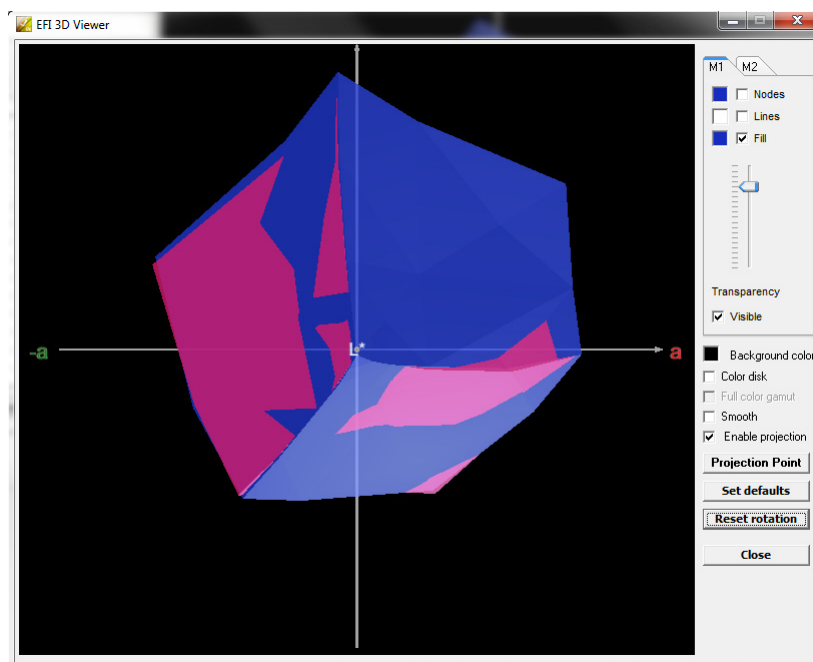 EFI 3D Viewer
M1 M2
Nodes
Lines
Fill
Transparency
Visible
-a
L*
a
Background color
Color disk
Full color gamut
Smooth
Enable projection
Projection Point
Set defaults
Reset rotation
Close